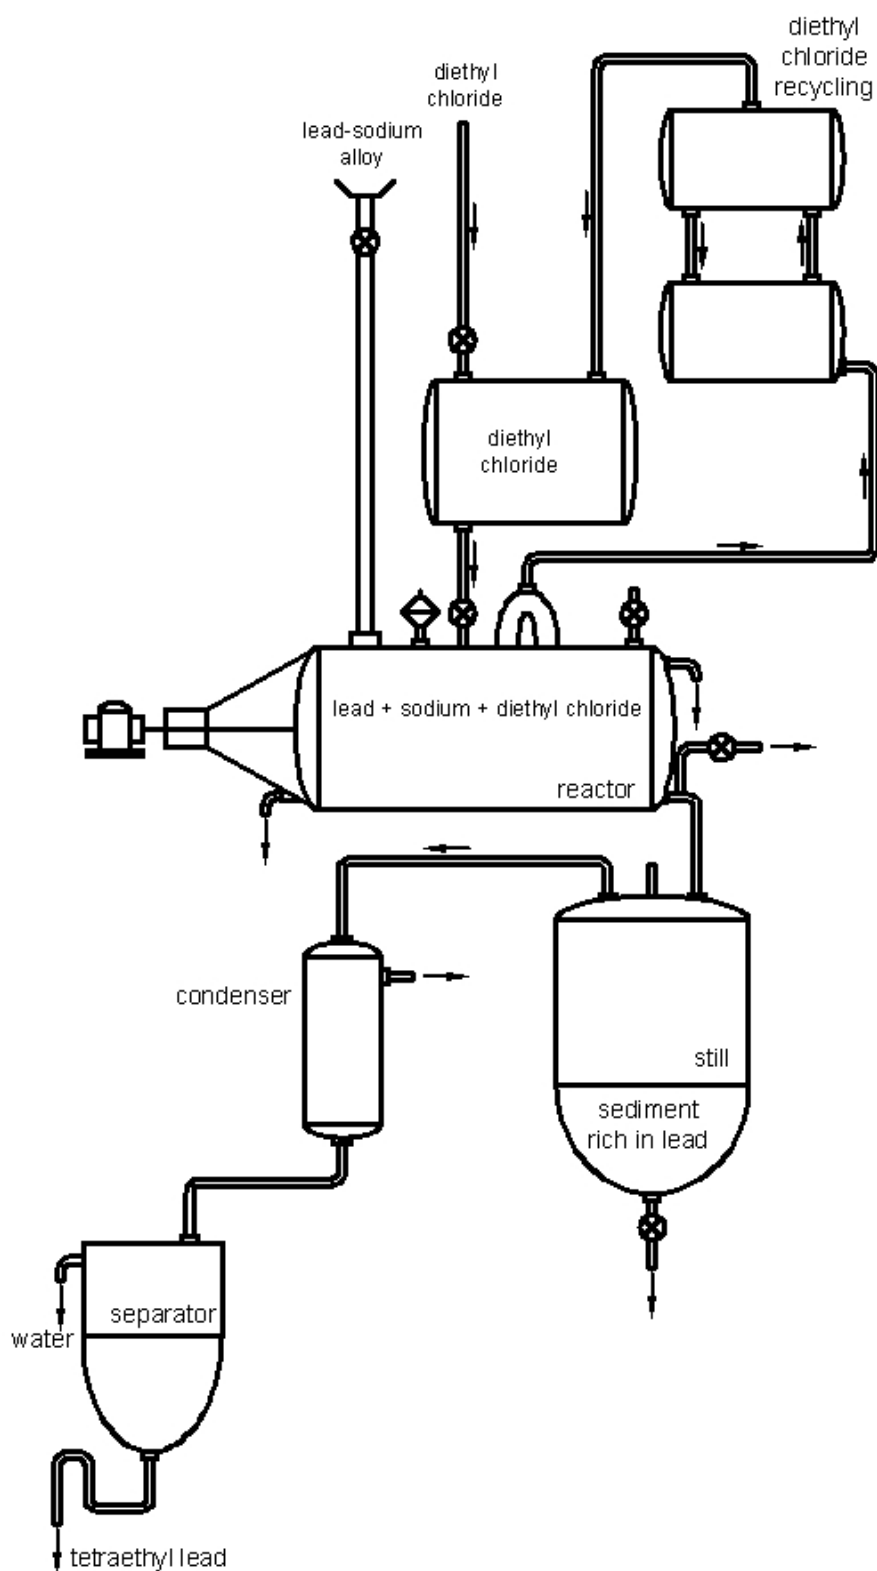 diethyl
chloride
recycling
diethyl
chloride
lead-sodium
alloy
diethyl
chloride
lead + sodium + diethyl chloride
reactor
condenser
still
sediment
rich in lead
separator
water
tetraethyl lead